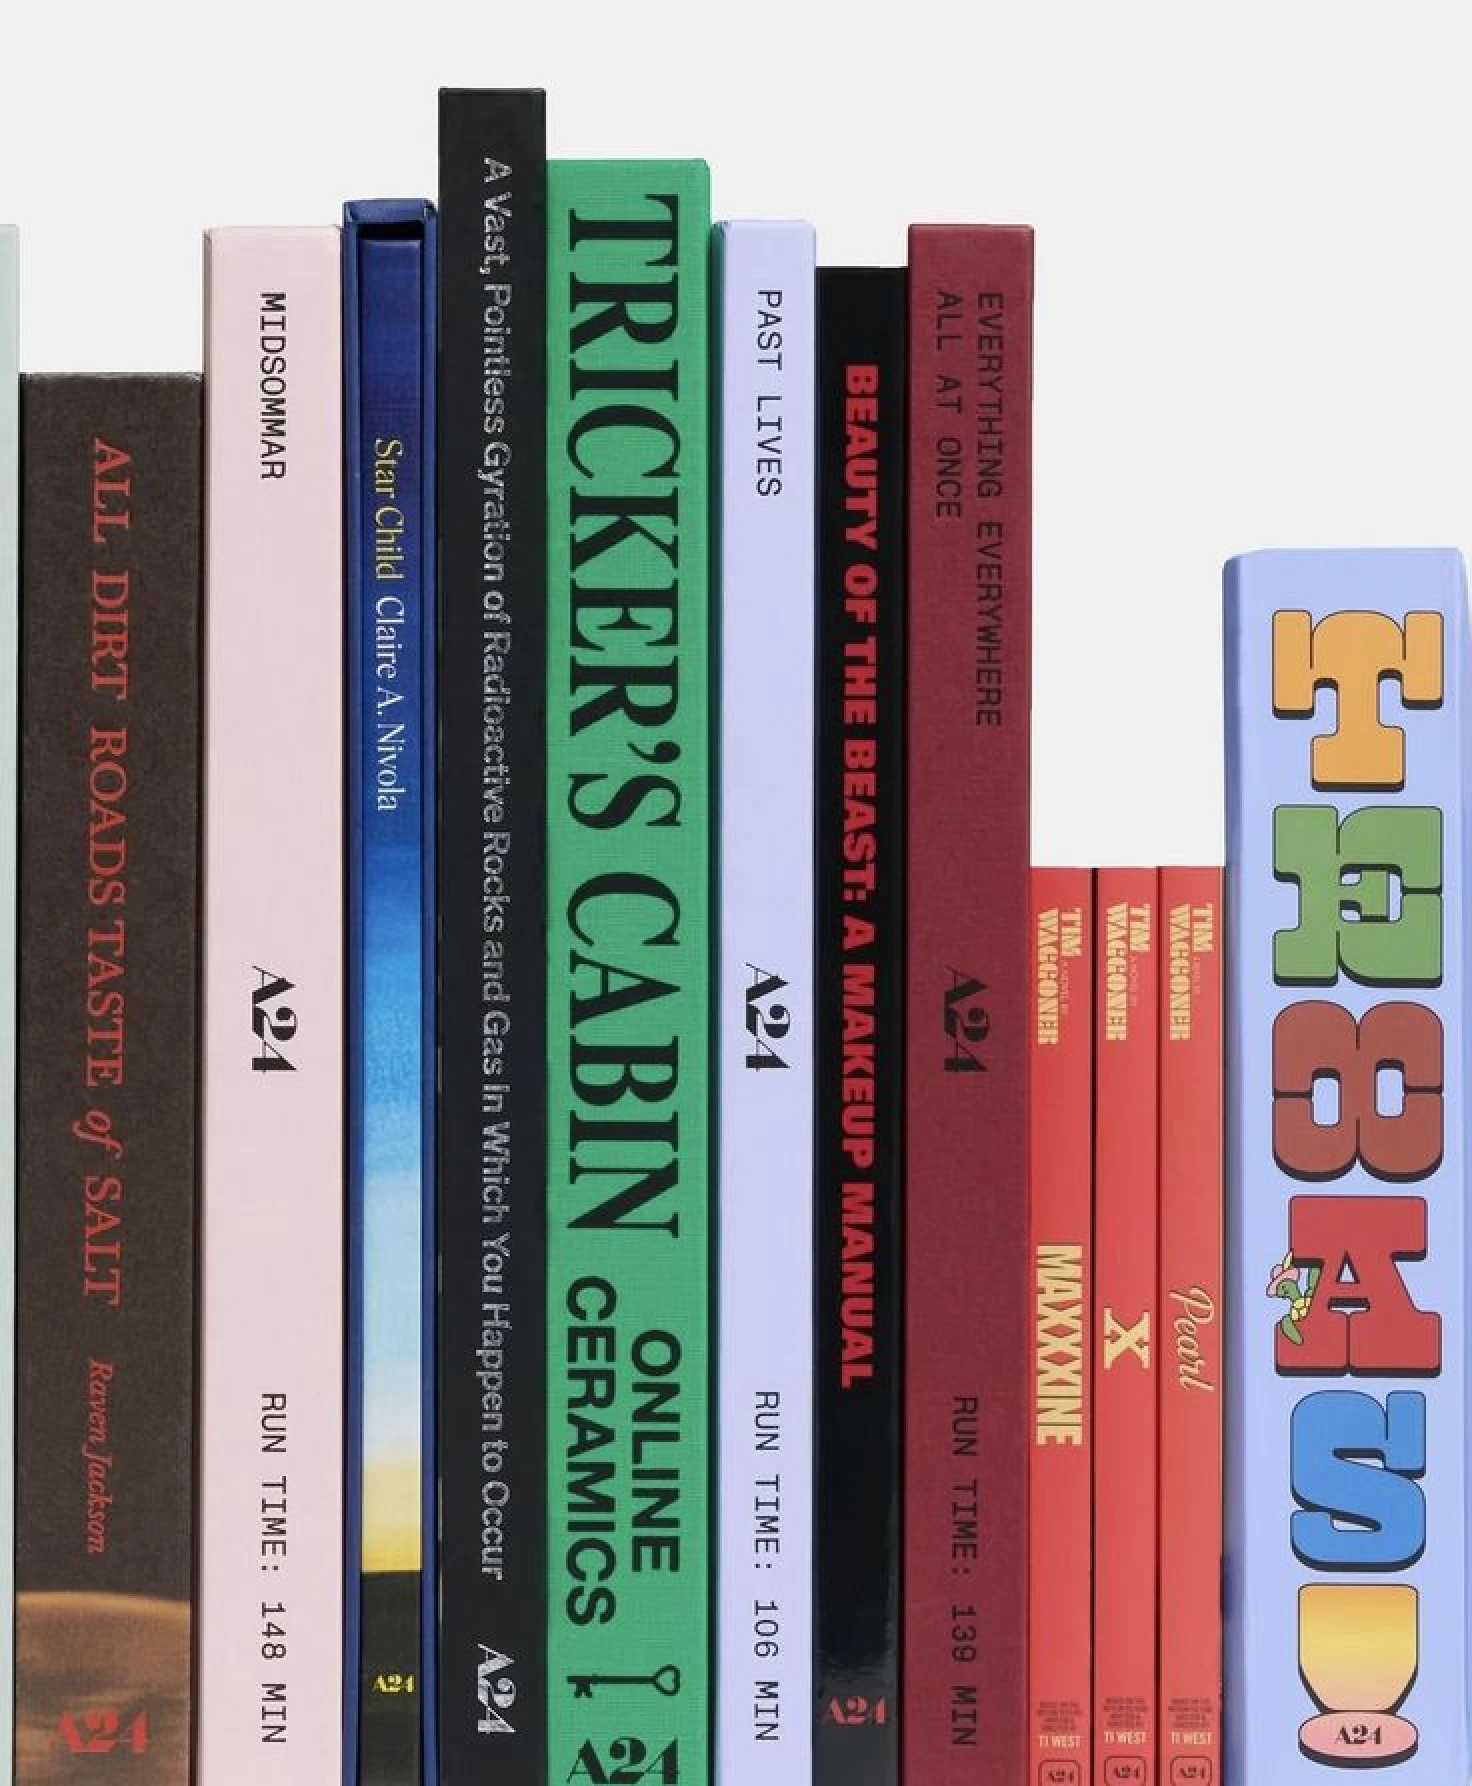 ALL DIRT ROADS TASTE of SALT
Raven Jackson
A24
MIDSOMMAR
A24
RUN TIME: 148 MIN
Star Child Claire A. Nivola
A24
A Vast, Pointless Gyration of Radioactive Rocks and Gas in Which You Happen to Occur
A24
TRICKER'S CABIN
ONLINE
CERAMICS
A24
PAST LIVES
A24
RUN TIME: 106 MIN
BEAUTY OF THE BEAST: A MAKEUP MANUAL
A24
EVERYTHING EVERYWHERE
ALL AT ONCE
A24
RUN TIME: 139 MIN
TIM
WAGGONER
MAXXXINE
TI WEST
A24
TIM
WAGGONER
X
TI WEST
A24
TIM
WAGGONER
Pearl
TI WEST
A24
TEXAS!
A24